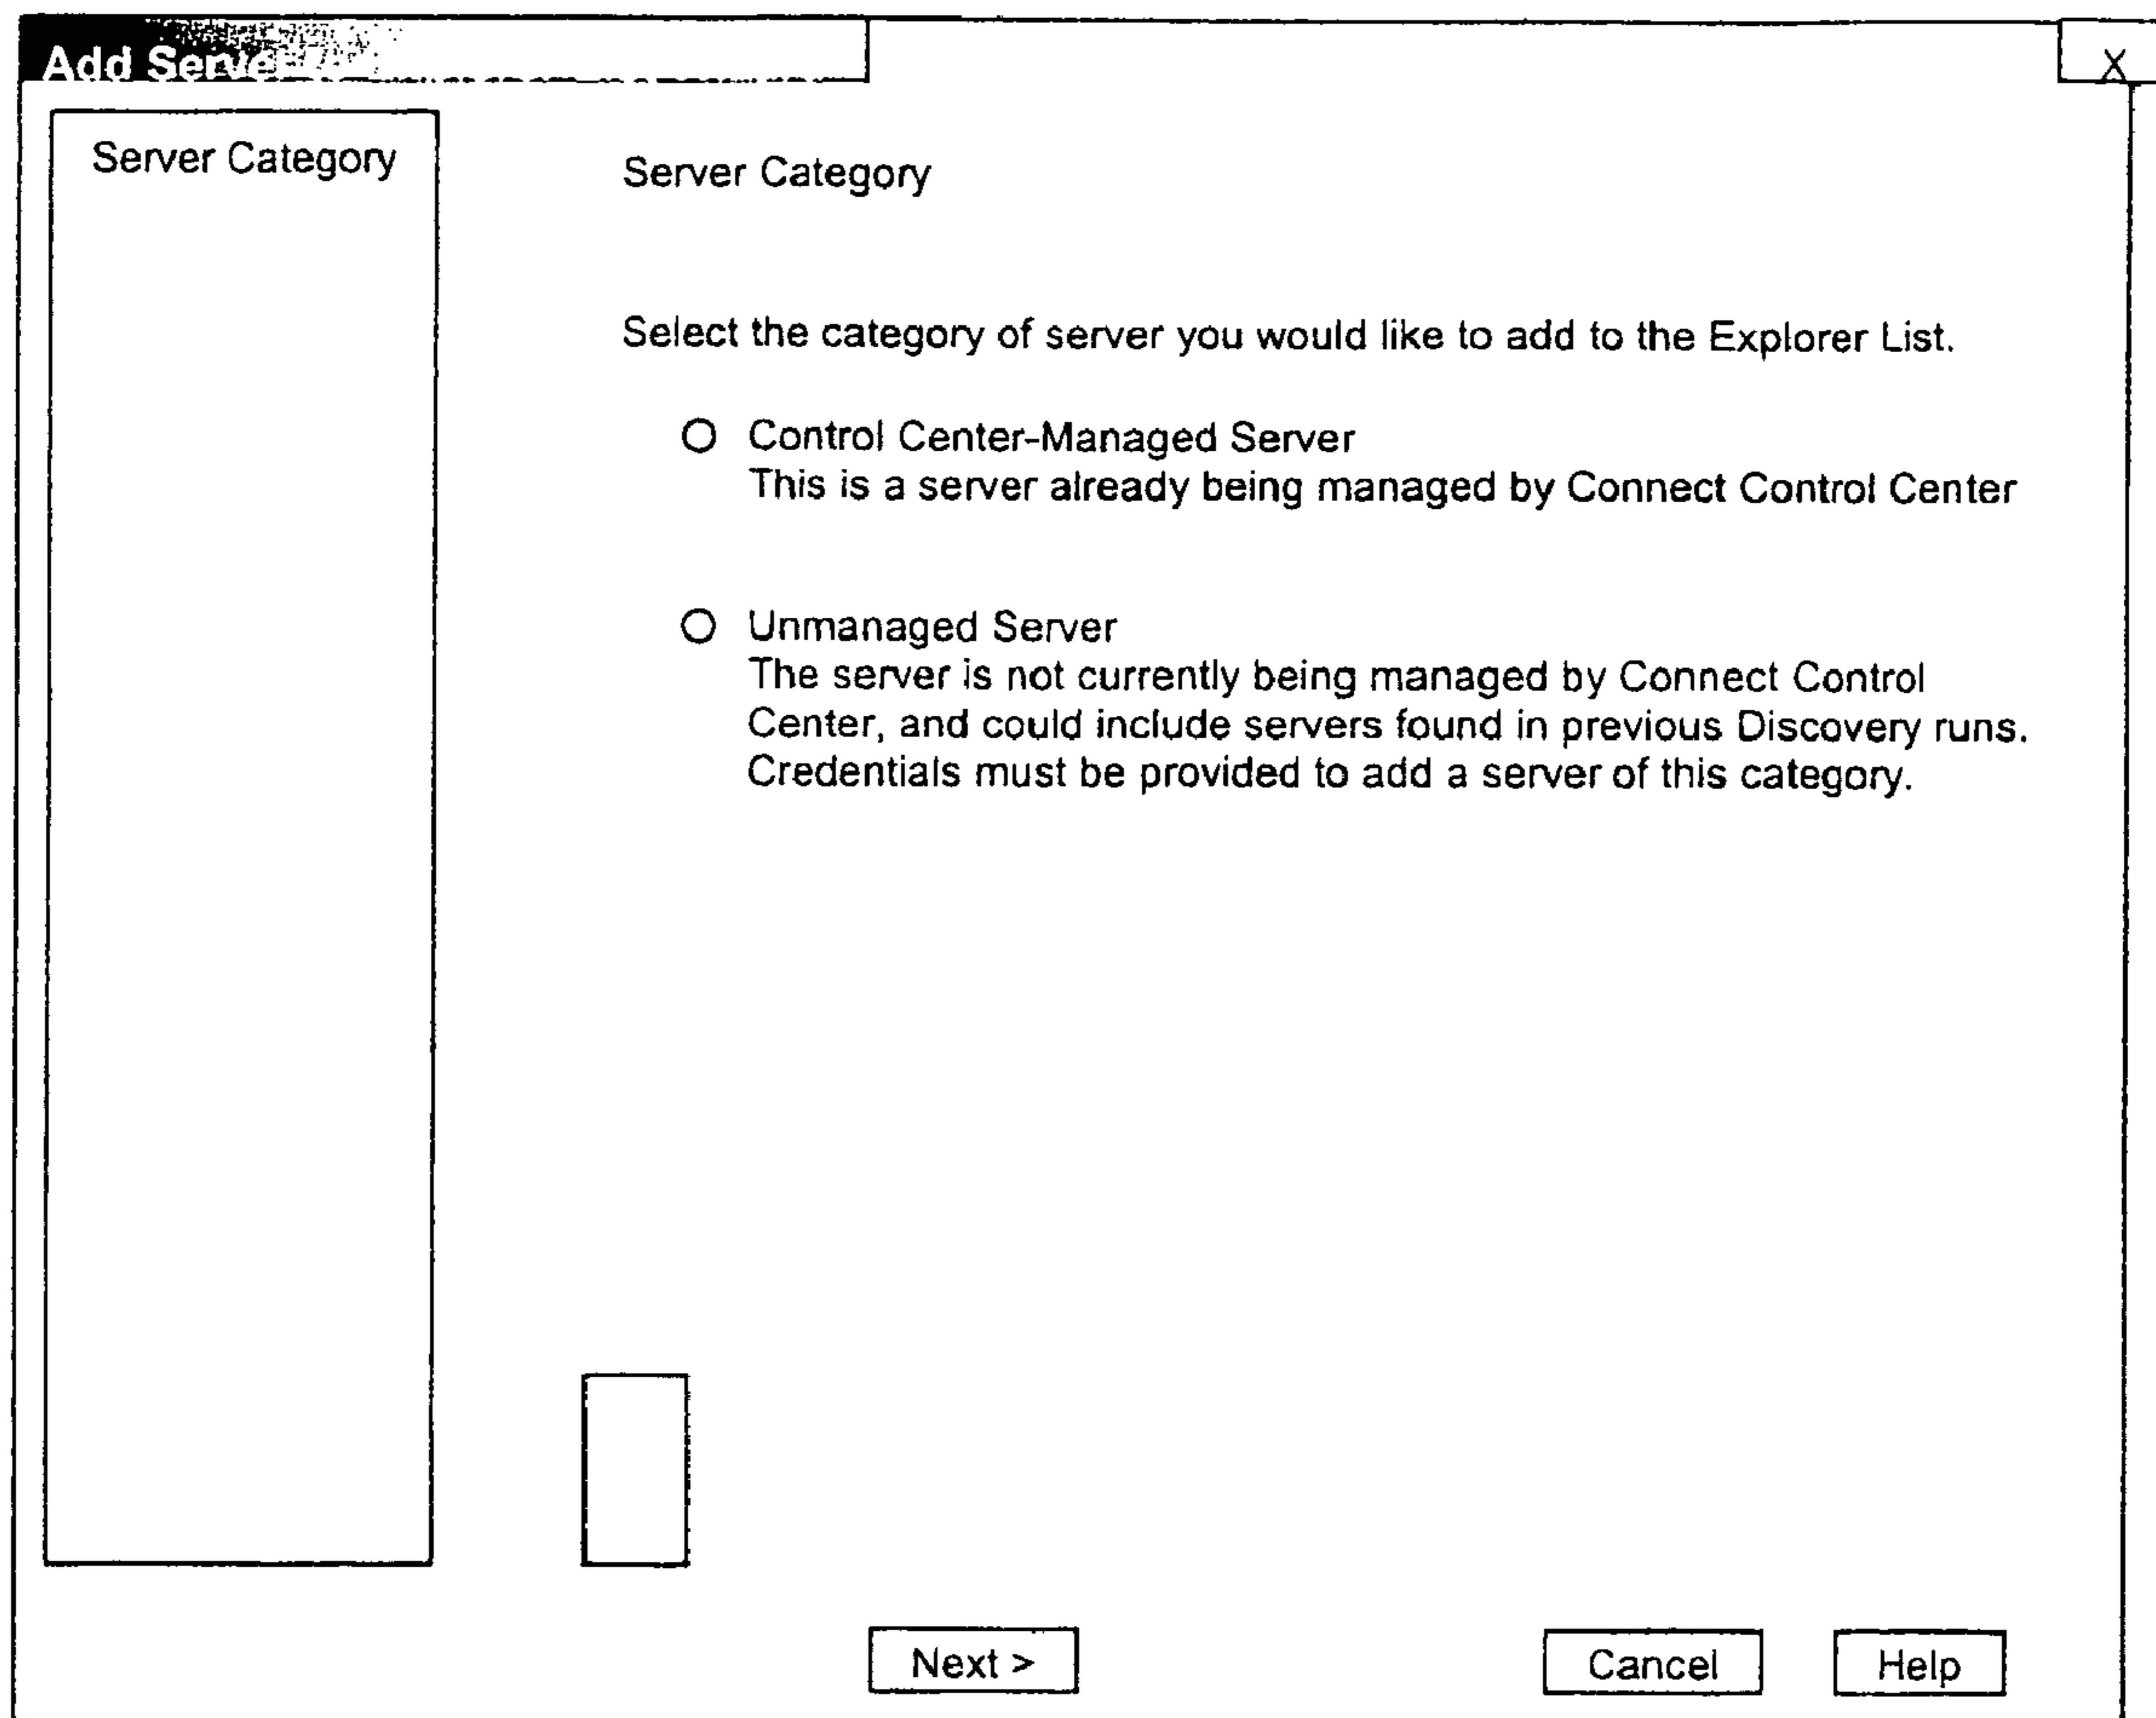 Add Server
X
Server Category
Server Category
Select the category of server you would like to add to the Explorer List.
Control Center-Managed Server
This is a server already being managed by Connect Control Center
Unmanaged Server
The server is not currently being managed by Connect Control
Center, and could include servers found in previous Discovery runs.
Credentials must be provided to add a server of this category.
Next >
Cancel
Help